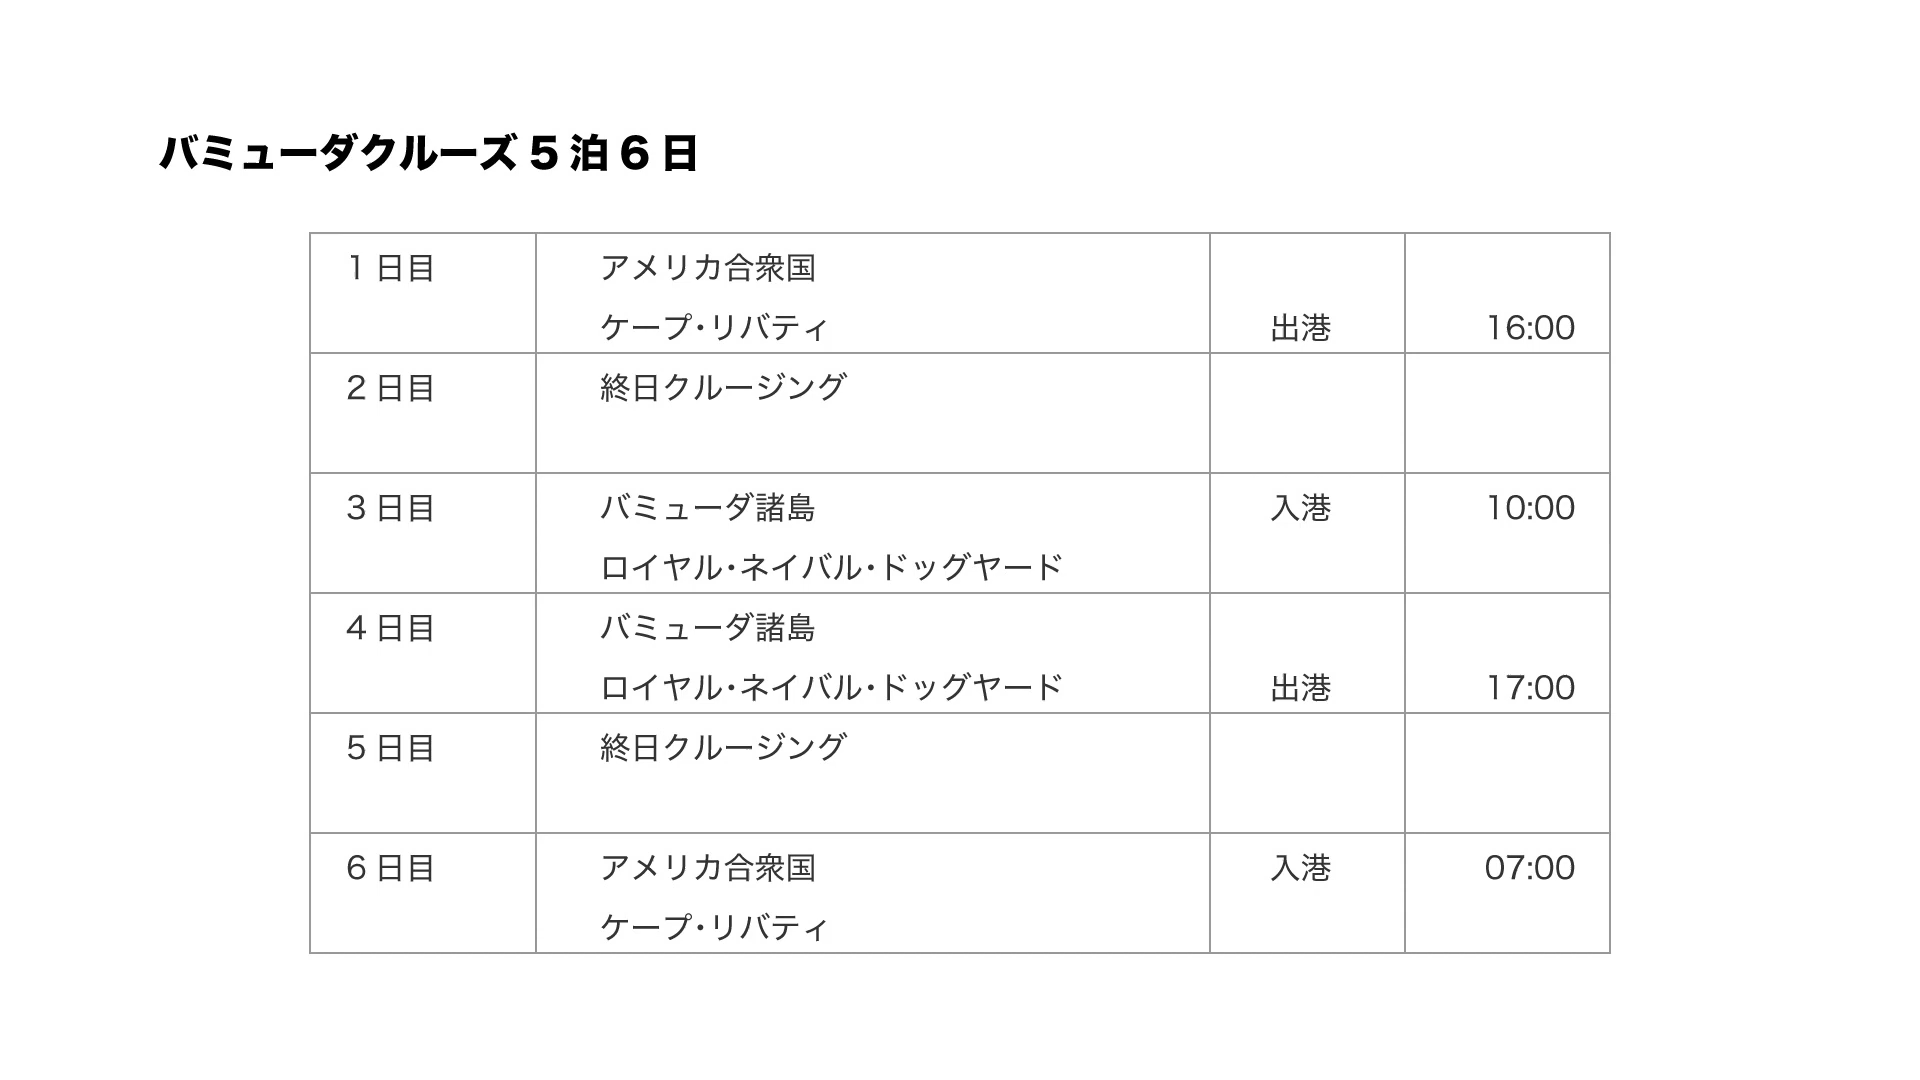 バミューダクルーズ 5 泊 6 日
1 日目 アメリカ合衆国
ケープ・リバティ 出港 16:00
2 日目 終日クルージング
3 日目 バミューダ諸島 入港 10:00
ロイヤル・ネイバル・ドッグヤード
4 日目 バミューダ諸島
ロイヤル・ネイバル・ドッグヤード 出港 17:00
5 日目 終日クルージング
6 日目 アメリカ合衆国 入港 07:00
ケープ・リバティ